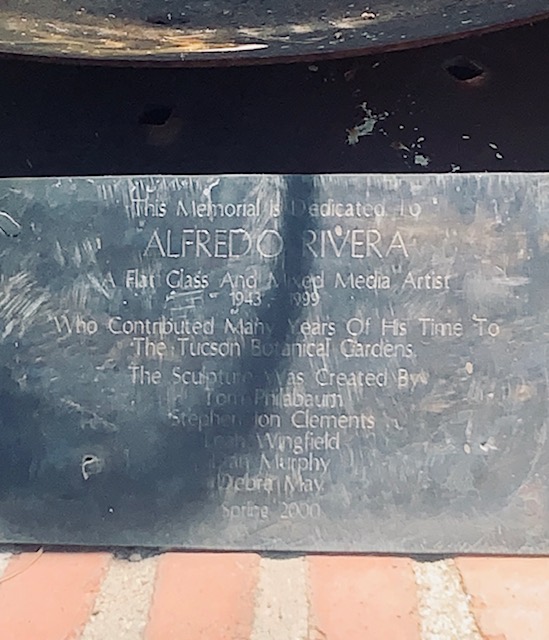 This Memorial Is Dedicated To
ALFREDO RIVERA
A Flat Glass And Mixed Media Artist
1943 1999
Who Contributed Many Years Of His Time To
The Tucson Botanical Gardens.
The Sculpture Was Created By
Tom Philabaum
Stephen Jon Clements
Leah Wingfield
Murphy
Debra May
Spring 2000